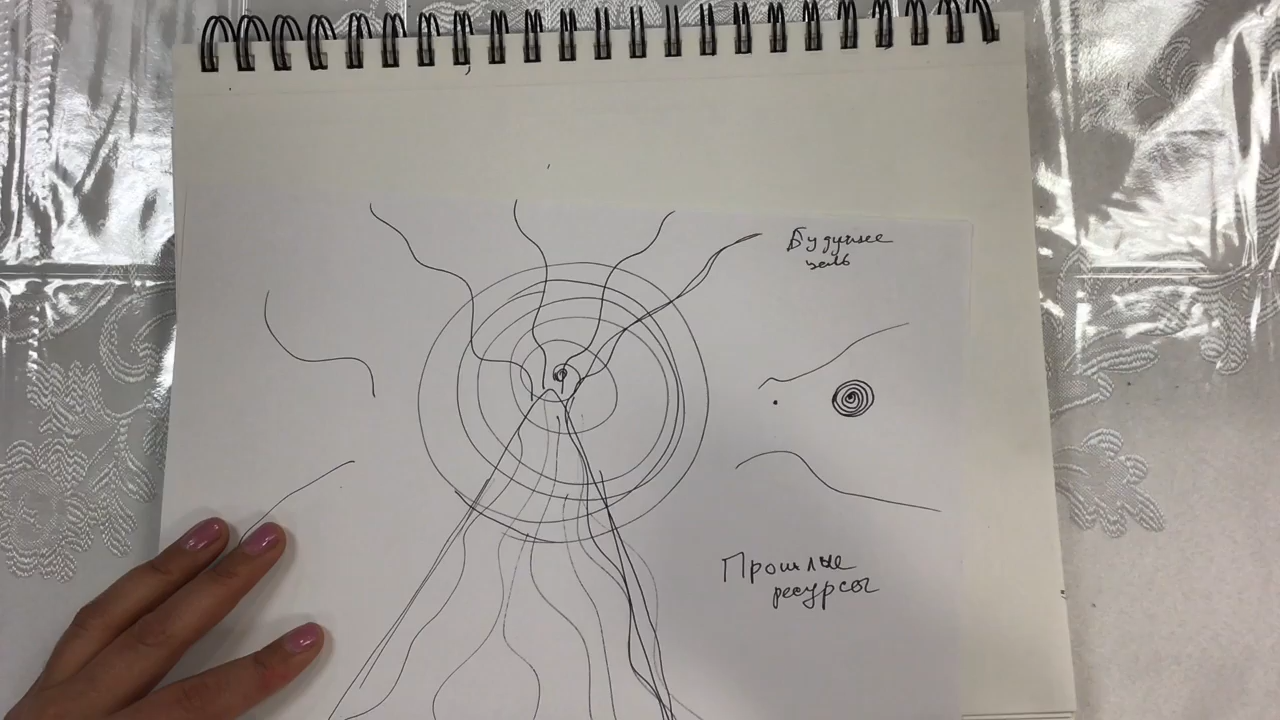 Будущее
цель
Прошлые
ресурсы